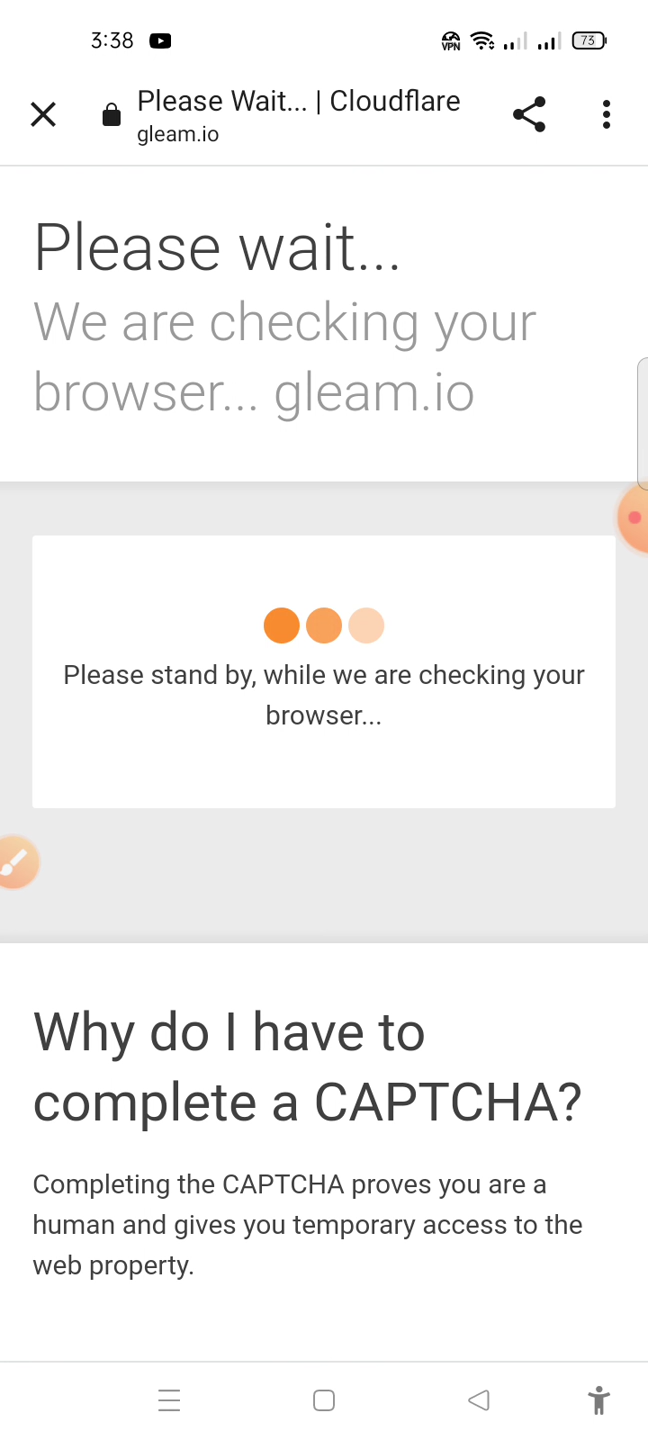 3:38
VPN
73
Please Wait... | Cloudflare
gleam.io
Please wait...
We are checking your
browser... gleam.io
Please stand by, while we are checking your
browser...
Why do I have to
complete a CAPTCHA?
Completing the CAPTCHA proves you are a
human and gives you temporary access to the
web property.